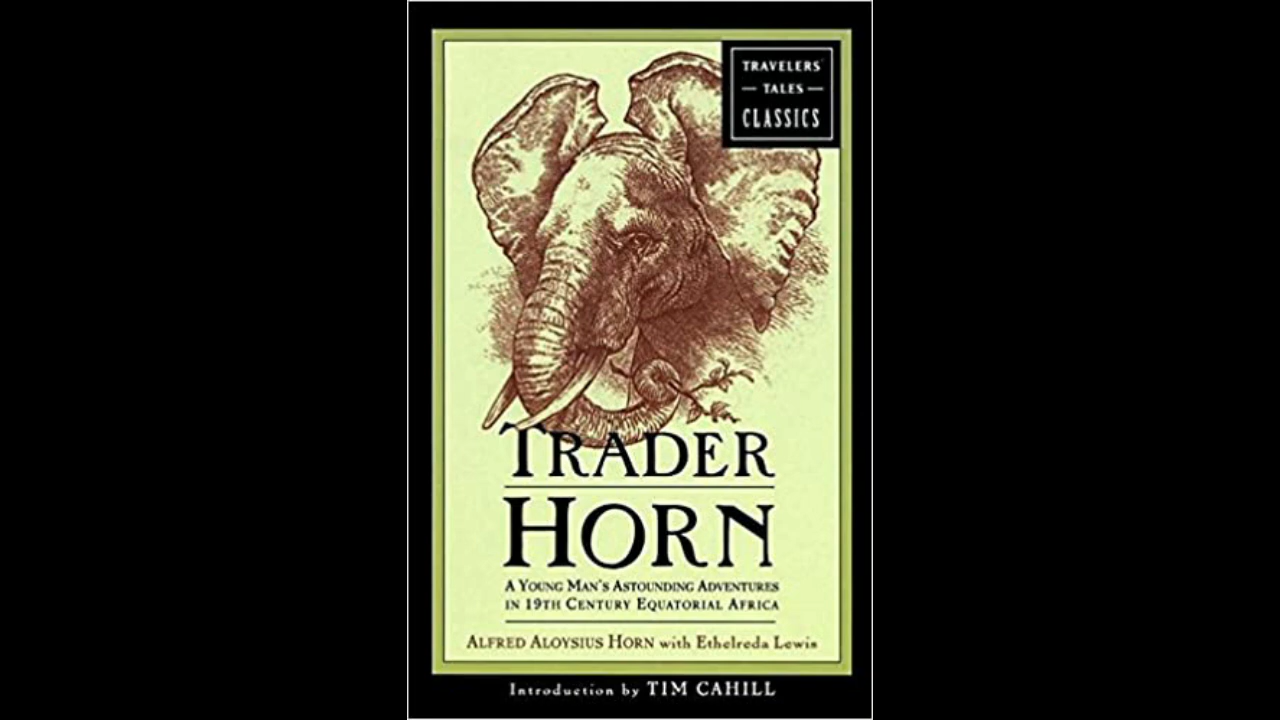 TRAVELERS'
— TALES —
CLASSICS
TRADER
HORN
A YOUNG MAN'S ASTOUNDING ADVENTURES
IN 19TH CENTURY EQUATORIAL AFRICA
ALFRED ALOYSIUS HORN with Ethelreda Lewis
Introduction by TIM CAHILL